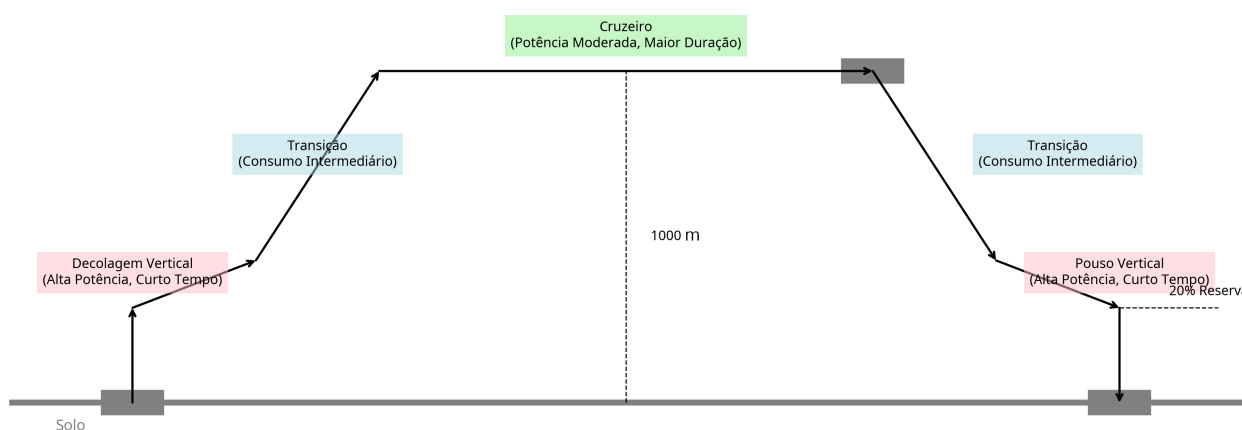 Cruzeiro
(Potência Moderada, Maior Duração)
Transição
(Consumo Intermediário)
Transição
(Consumo Intermediário)
1000 m
Decolagem Vertical
(Alta Potência, Curto Tempo)
Pouso Vertical
(Alta Potência, Curto Tempo)
20% Reserva
Solo